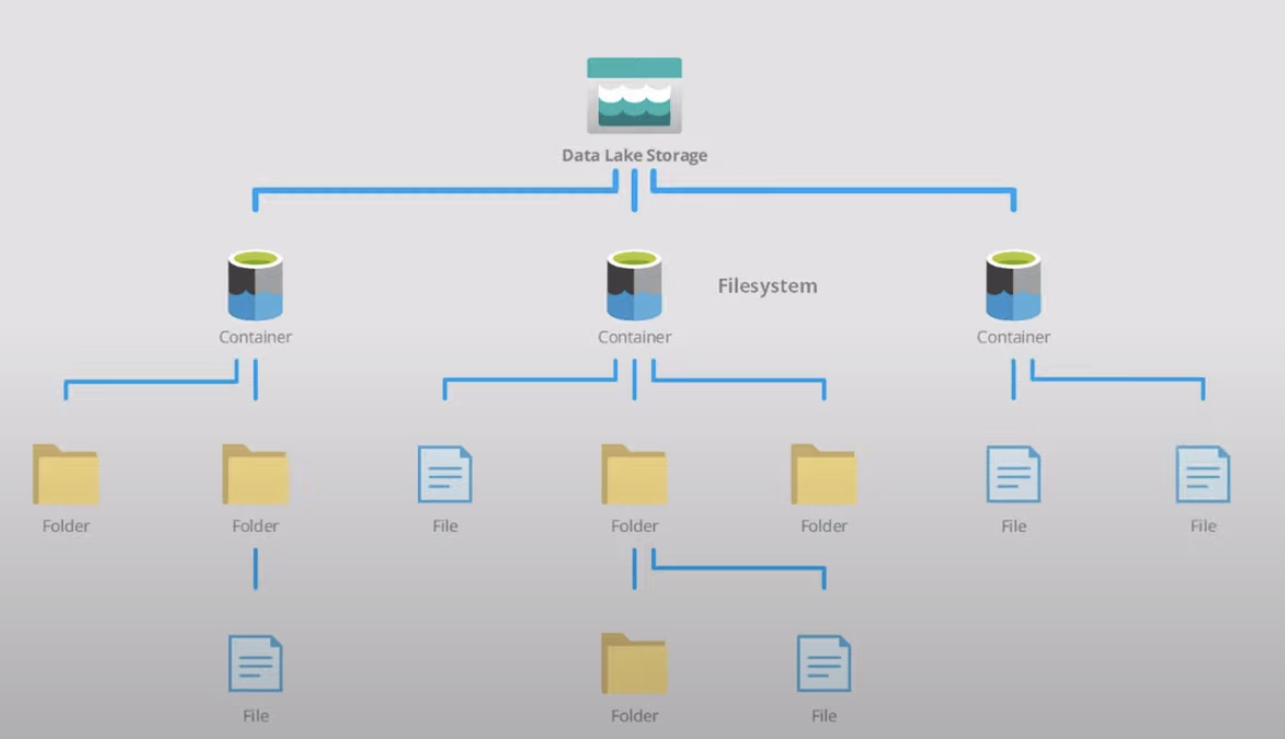 Data Lake Storage
Filesystem
Container
Container
Container
Folder
Folder
File
Folder
Folder
File
File
File
Folder
File